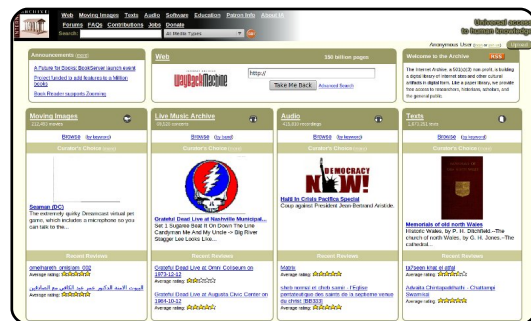 Web Moving Images Texts Audio Software Education Patron Info About IA
Forums FAQs Contributions Jobs Donate
Search: All Media Types
Universal access
to human knowledge
Anonymous User Upload
Announcements (more)
A Future for Books: BookServer launch event
Project funded to add features to a Million books
Book Reader supports Zooming
Web 150 billion pages
INTERNET ARCHIVE
WayBackMachine
http://
Take Me Back Advanced Search
Welcome to the Archive RSS
The Internet Archive, a 501(c)(3) non-profit, is building
a digital library of Internet sites and other cultural
artifacts in digital form. Like a paper library, we provide
free access to researchers, historians, scholars, and
the general public.
Moving Images
Browse (by keyword)
Curator's Choice
Seaman (DC)
The extremely quirky Dreamcast virtual pet
game, which includes a microphone so you
can talk to the...
Recent Reviews
Average rating:
Average rating:
Live Music Archive
Browse (by band)
Curator's Choice
Grateful Dead Live at Nashville Municipal...
Set 1 Sugaree Beat It On Down The Line
Candyman Me And My Uncle -> Big River
Stagger Lee Looks Like...
Recent Reviews
Grateful Dead Live at Omni Coliseum on
1973-12-12
Average rating:
Grateful Dead Live at Augusta Civic Center on
1984-10-12
Average rating:
Audio
Browse (by keyword)
Curator's Choice
DEMOCRACY
NOW!
Haiti In Crisis Pacifica Special
Coup against President Jean-Bertrand Aristide.
Recent Reviews
Matrix
Average rating:
Average rating:
Texts
Browse (by keyword)
Curator's Choice
Memorials of old north Wales
Historic Wales, by P. H. Ditchfield.--The
church of north Wales, by G. H. Jones.--The
cathedral...
Recent Reviews
Average rating:
Average rating: